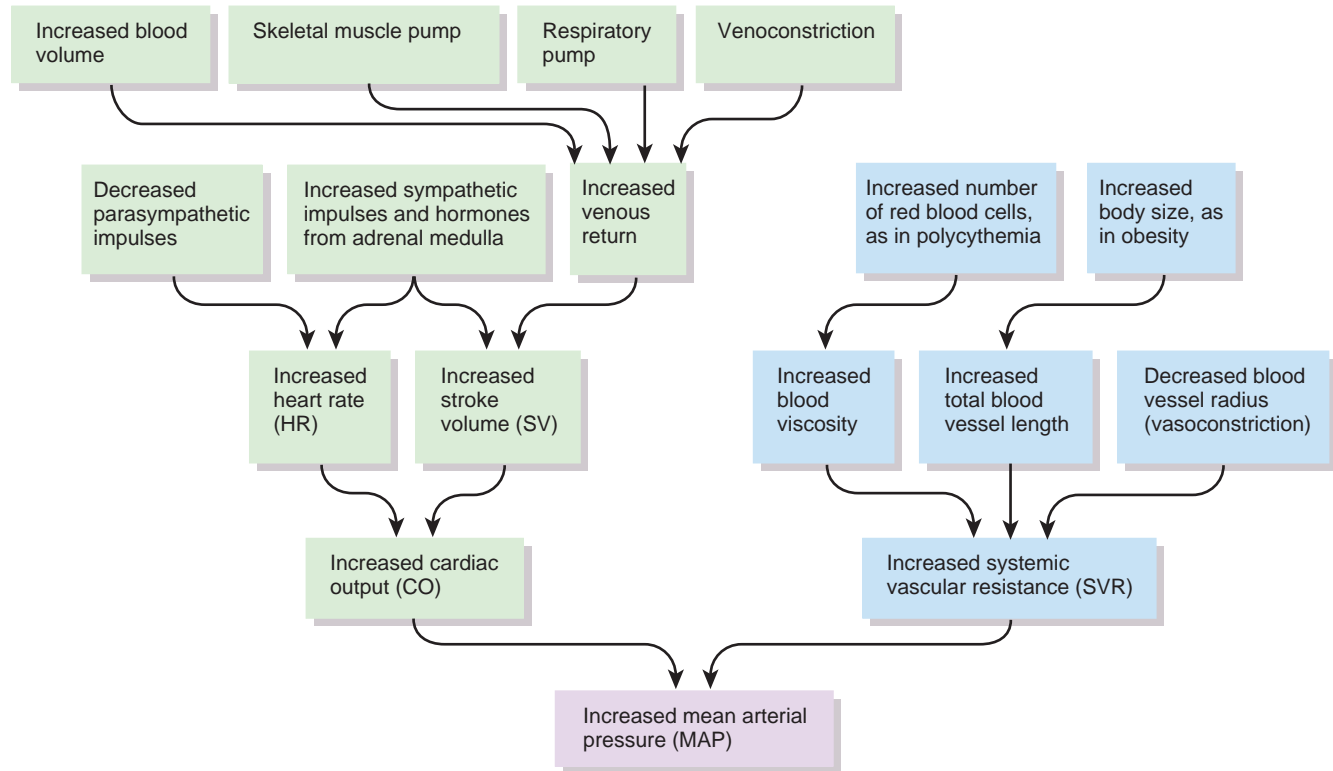 Increased blood
volume
Skeletal muscle pump
Respiratory
pump
Venoconstriction
Decreased
parasympathetic
impulses
Increased sympathetic
impulses and hormones
from adrenal medulla
Increased
venous
return
Increased number
of red blood cells,
as in polycythemia
Increased
body size, as
in obesity
Increased
heart rate
(HR)
Increased
stroke
volume (SV)
Increased
blood
viscosity
Increased
total blood
vessel length
Decreased blood
vessel radius
(vasoconstriction)
Increased cardiac
output (CO)
Increased systemic
vascular resistance (SVR)
Increased mean arterial
pressure (MAP)